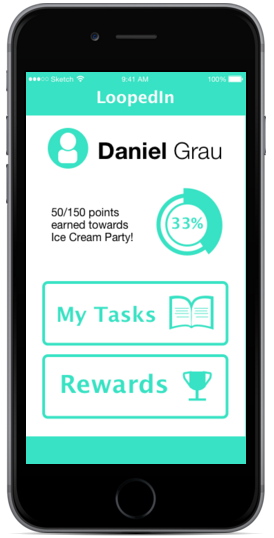 Sketch 9:41 AM 100%
LoopedIn
Daniel Grau
50/150 points
earned towards
Ice Cream Party!
33%
My Tasks
Rewards